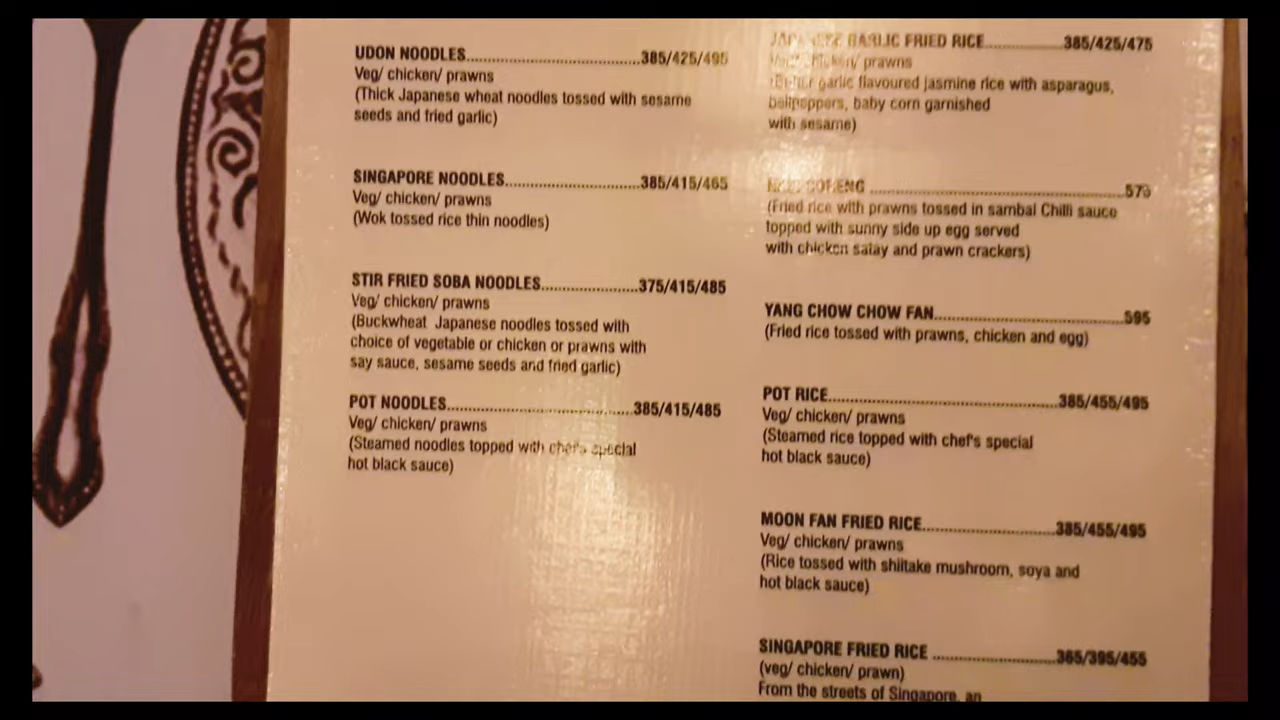 UDON NOODLES..............................385/425/495
Veg/ chicken/ prawns
(Thick Japanese wheat noodles tossed with sesame
seeds and fried garlic)
SINGAPORE NOODLES.......................385/415/465
Veg/ chicken/ prawns
(Wok tossed rice thin noodles)
STIR FRIED SOBA NOODLES................375/415/485
Veg/ chicken/ prawns
(Buckwheat Japanese noodles tossed with
choice of vegetable or chicken or prawns with
say sauce, sesame seeds and fried garlic)
POT NOODLES................................385/415/485
Veg/ chicken/ prawns
(Steamed noodles topped with chef's special
hot black sauce)
GARLIC FRIED RICE.............385/425/475
chicken/ prawns
garlic flavoured jasmine rice with asparagus,
bellpeppers, baby corn garnished
with sesame)
GORENG ..........................................
(Fried rice with prawns tossed in sambal Chilli sauce
topped with sunny side up egg served
with chicken satay and prawn crackers)
YANG CHOW CHOW FAN................................595
(Fried rice tossed with prawns, chicken and egg)
POT RICE.......................................385/455/495
Veg/ chicken/ prawns
(Steamed rice topped with chef's special
hot black sauce)
MOON FAN FRIED RICE......................385/455/495
Veg/ chicken/ prawns
(Rice tossed with shiitake mushroom, soya and
hot black sauce)
SINGAPORE FRIED RICE .....................365/395/455
(veg/ chicken/ prawn)
From the streets of Singapore, an